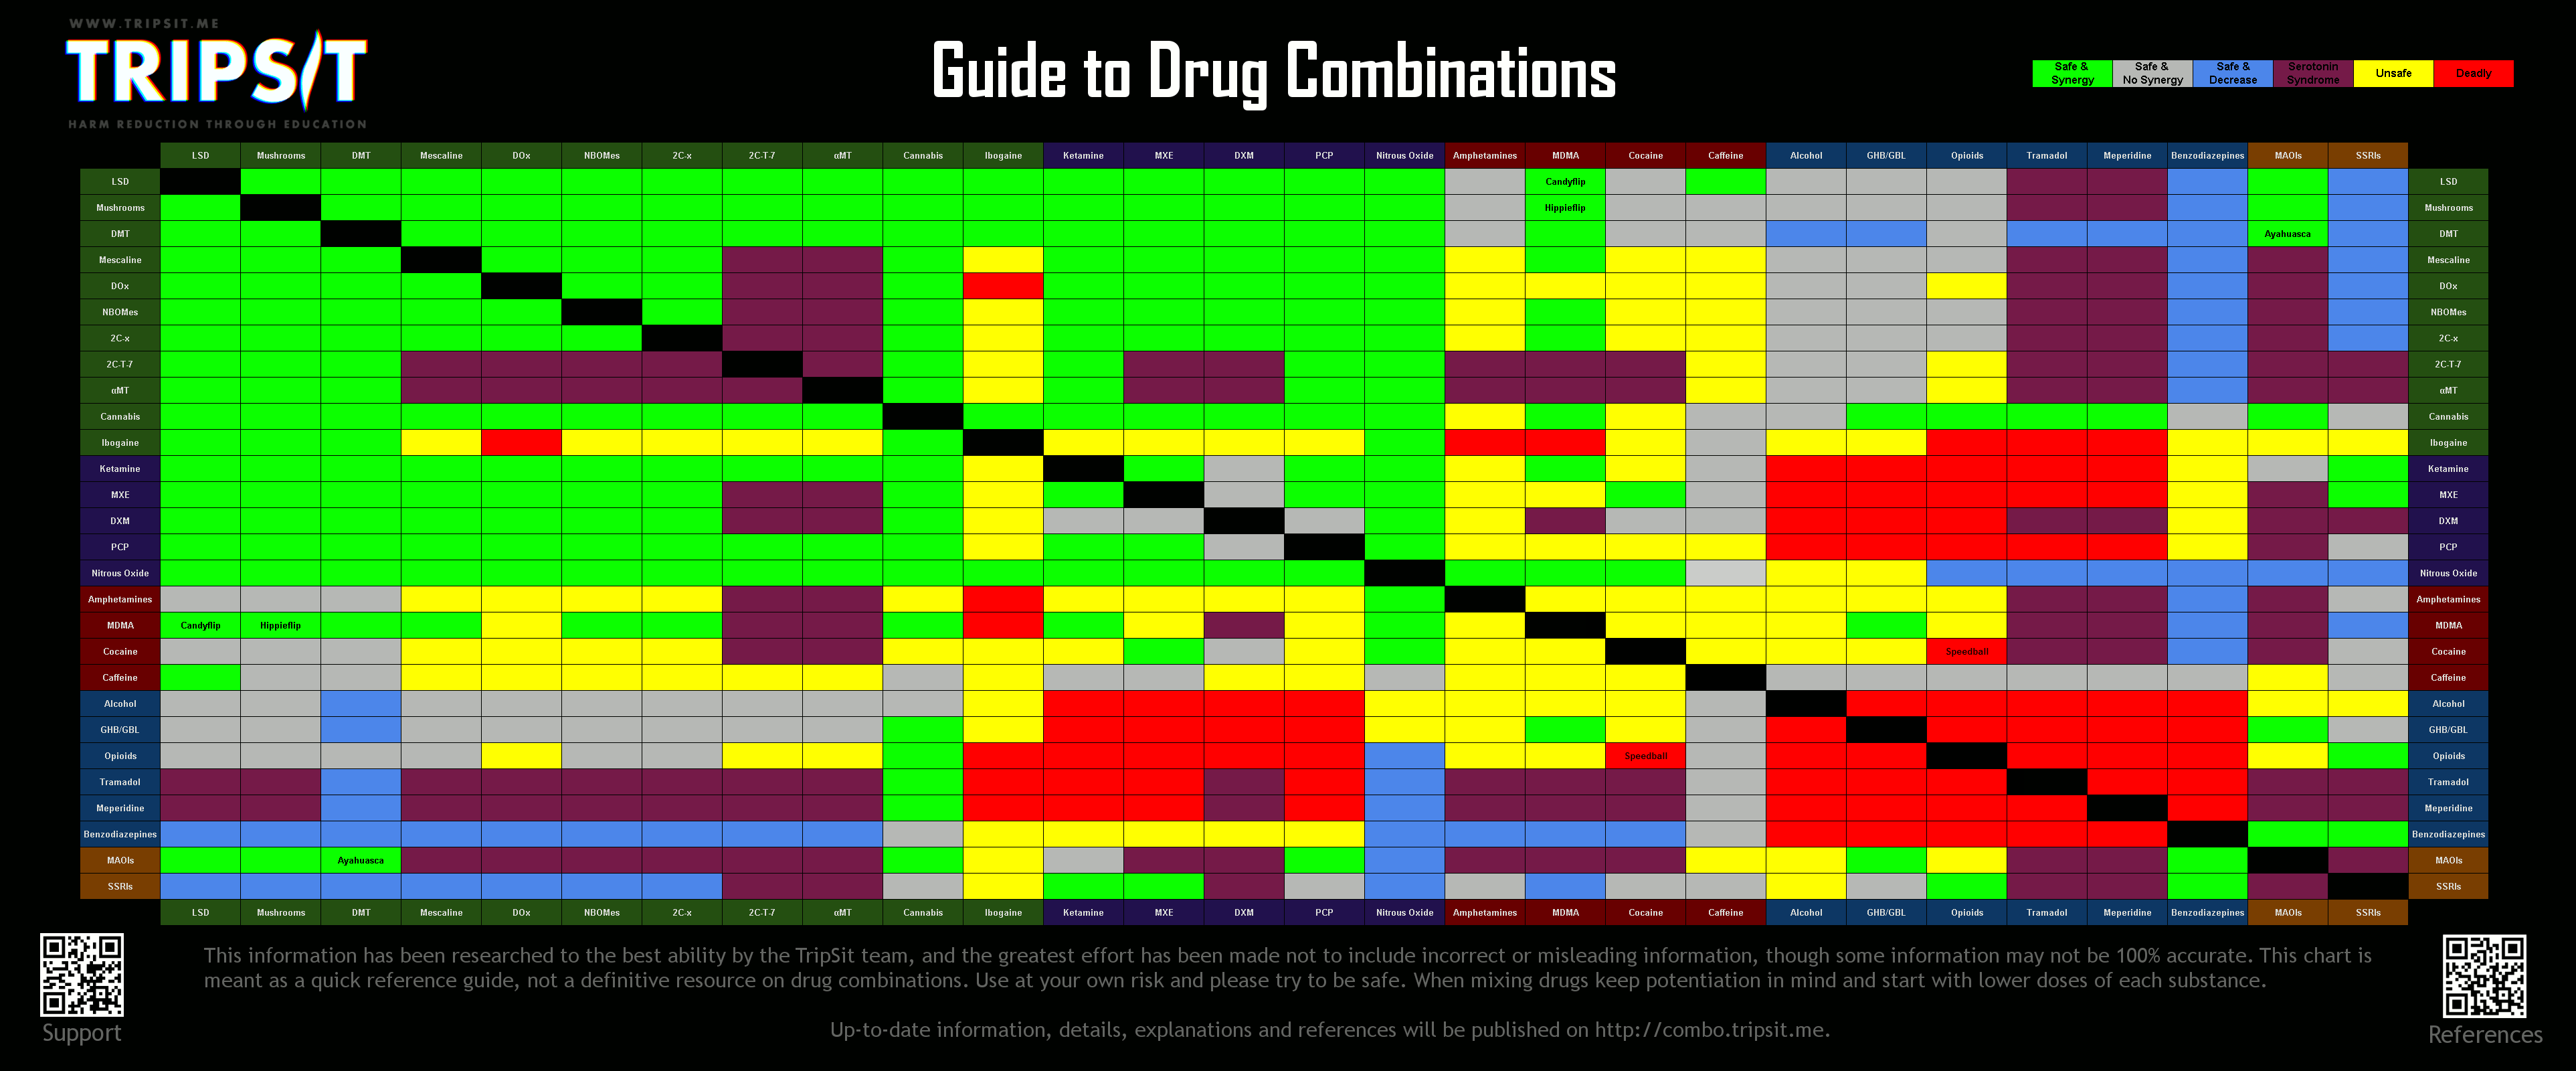 WWW.TRIPSIT.ME
TRIPSIT
HARM REDUCTION THROUGH EDUCATION
Guide to Drug Combinations
Safe & Synergy Safe & No Synergy Safe & Decrease Serotonin Syndrome Unsafe Deadly
LSD Mushrooms DMT Mescaline DOx NBOMes 2C-x 2C-T-7 αMT Cannabis Ibogaine Ketamine MXE DXM PCP Nitrous Oxide Amphetamines MDMA Cocaine Caffeine Alcohol GHB/GBL Opioids Tramadol Meperidine Benzodiazepines MAOIs SSRIs
LSD Candyflip LSD
Mushrooms Hippieflip Mushrooms
DMT Ayahuasca DMT
Mescaline Mescaline
DOx DOx
NBOMes NBOMes
2C-x 2C-x
2C-T-7 2C-T-7
αMT αMT
Cannabis Cannabis
Ibogaine Ibogaine
Ketamine Ketamine
MXE MXE
DXM DXM
PCP PCP
Nitrous Oxide Nitrous Oxide
Amphetamines Amphetamines
MDMA Candyflip Hippieflip MDMA
Cocaine Speedball Cocaine
Caffeine Caffeine
Alcohol Alcohol
GHB/GBL GHB/GBL
Opioids Speedball Opioids
Tramadol Tramadol
Meperidine Meperidine
Benzodiazepines Benzodiazepines
MAOIs Ayahuasca MAOIs
SSRIs SSRIs
LSD Mushrooms DMT Mescaline DOx NBOMes 2C-x 2C-T-7 αMT Cannabis Ibogaine Ketamine MXE DXM PCP Nitrous Oxide Amphetamines MDMA Cocaine Caffeine Alcohol GHB/GBL Opioids Tramadol Meperidine Benzodiazepines MAOIs SSRIs
This information has been researched to the best ability by the TripSit team, and the greatest effort has been made not to include incorrect or misleading information, though some information may not be 100% accurate. This chart is
meant as a quick reference guide, not a definitive resource on drug combinations. Use at your own risk and please try to be safe. When mixing drugs keep potentiation in mind and start with lower doses of each substance.
Up-to-date information, details, explanations and references will be published on http://combo.tripsit.me.
Support
References